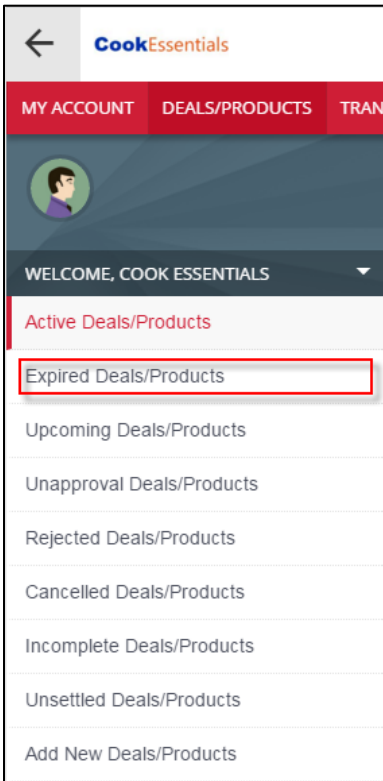 CookEssentials
MY ACCOUNT DEALS/PRODUCTS TRAN
WELCOME, COOK ESSENTIALS
Active Deals/Products
Expired Deals/Products
Upcoming Deals/Products
Unapproval Deals/Products
Rejected Deals/Products
Cancelled Deals/Products
Incomplete Deals/Products
Unsettled Deals/Products
Add New Deals/Products